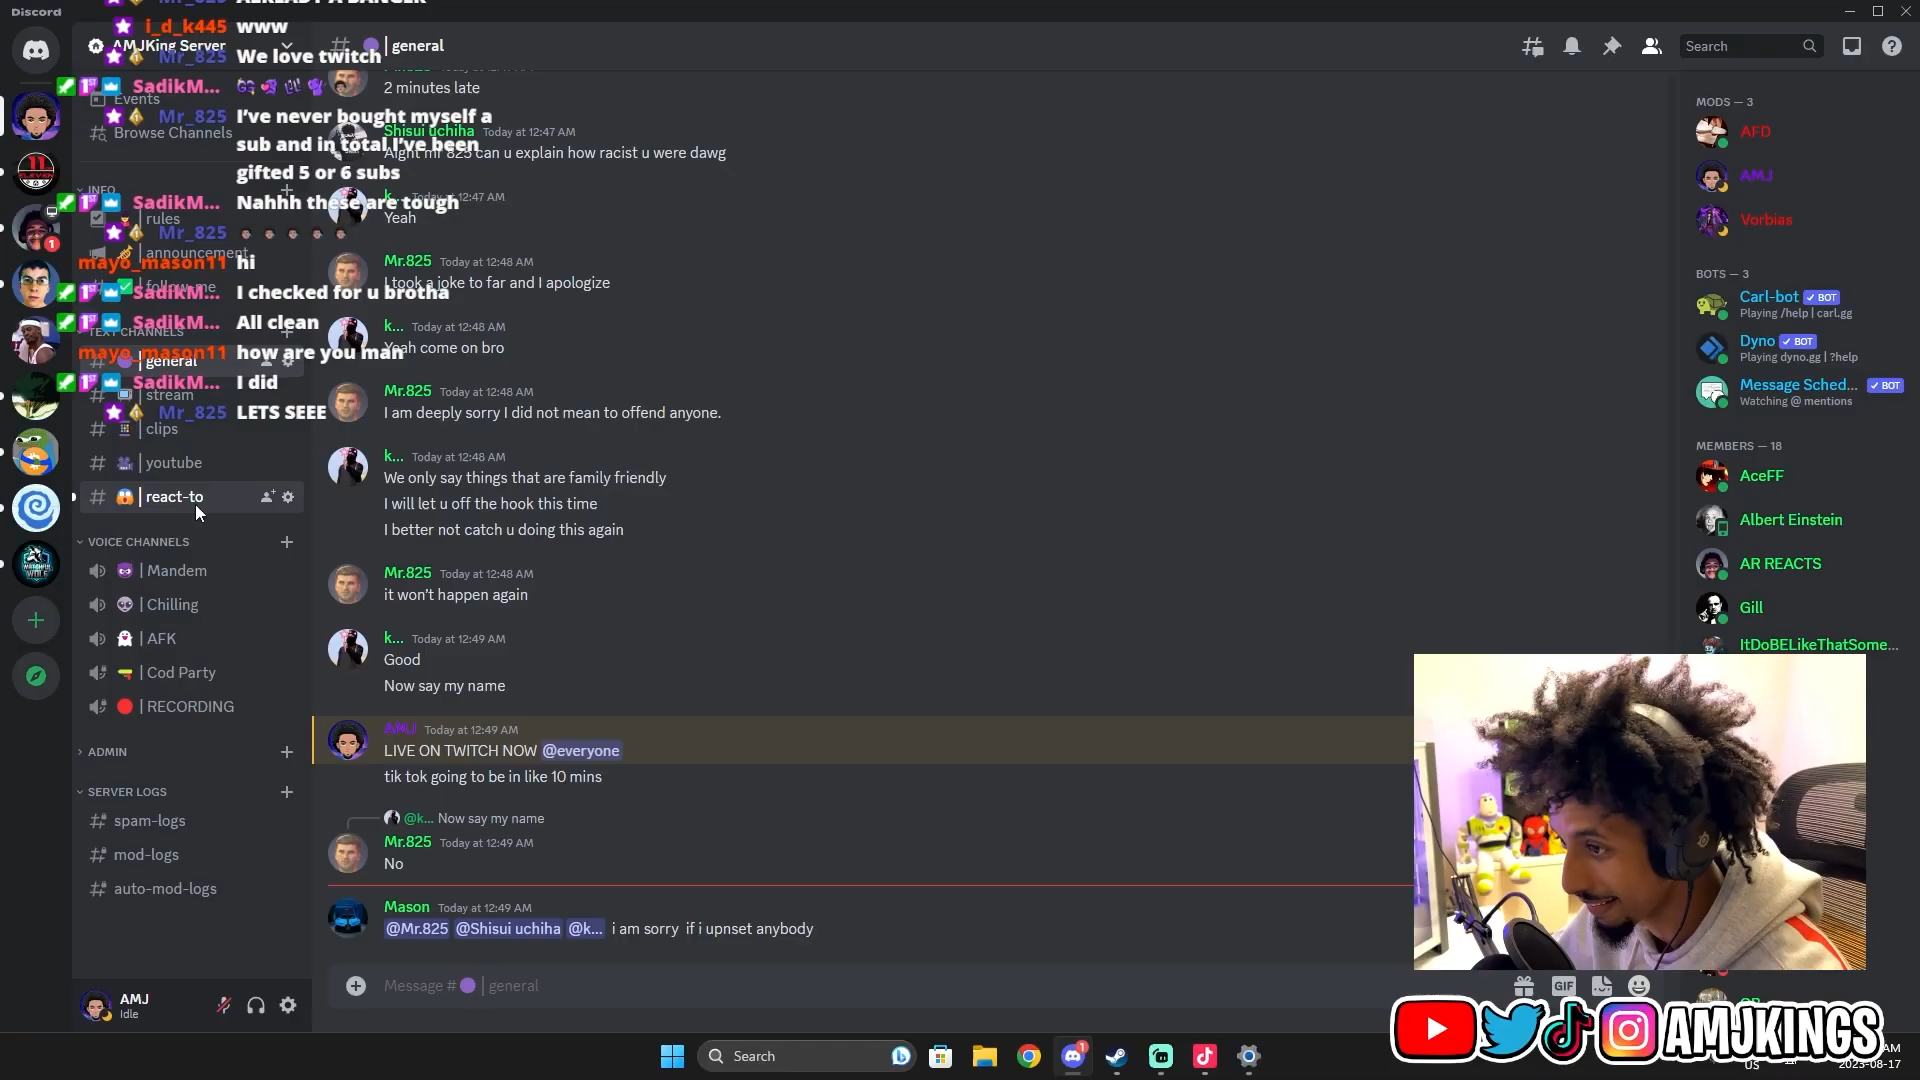 Discord
i_d_k445 www
AMJKing Server
Mr_825 We love twitch
SadikM...
Events
Mr_825 I've never bought myself a
sub and in total I've been
gifted 5 or 6 subs
Browse Channels
INFO
SadikM... Nahhh these are tough
rules
Mr_825
announcement
mayo_mason11 hi
follow-me
SadikM... I checked for u brotha
SadikM... All clean
TEXT CHANNELS
mayo_mason11 how are you man
general
SadikM... I did
stream
Mr_825 LETS SEEE
clips
youtube
react-to
VOICE CHANNELS
Mandem
Chilling
AFK
Cod Party
RECORDING
ADMIN
SERVER LOGS
spam-logs
mod-logs
auto-mod-logs
AMJ
Idle
general
2 minutes late
Shisui uchiha Today at 12:47 AM
Aight mr 825 can u explain how racist u were dawg
k... Today at 12:47 AM
Yeah
Mr.825 Today at 12:48 AM
I took a joke to far and I apologize
k... Today at 12:48 AM
Yeah come on bro
Mr.825 Today at 12:48 AM
I am deeply sorry I did not mean to offend anyone.
k... Today at 12:48 AM
We only say things that are family friendly
I will let u off the hook this time
I better not catch u doing this again
Mr.825 Today at 12:48 AM
it won't happen again
k... Today at 12:49 AM
Good
Now say my name
AMJ Today at 12:49 AM
LIVE ON TWITCH NOW @everyone
tik tok going to be in like 10 mins
@k... Now say my name
Mr.825 Today at 12:49 AM
No
Mason Today at 12:49 AM
@Mr.825 @Shisui uchiha @k... i am sorry if i upnset anybody
Message # | general
GIF
Search
MODS — 3
AFD
AMJ
Vorbias
BOTS — 3
Carl-bot ✓ BOT
Playing /help | carl.gg
Dyno ✓ BOT
Playing dyno.gg | ?help
Message Sched... ✓ BOT
Watching @ mentions
MEMBERS — 18
AceFF
Albert Einstein
AR REACTS
Gill
ItDoBELikeThatSome...
AMJKINGS
Search
AM
US
2023-08-17